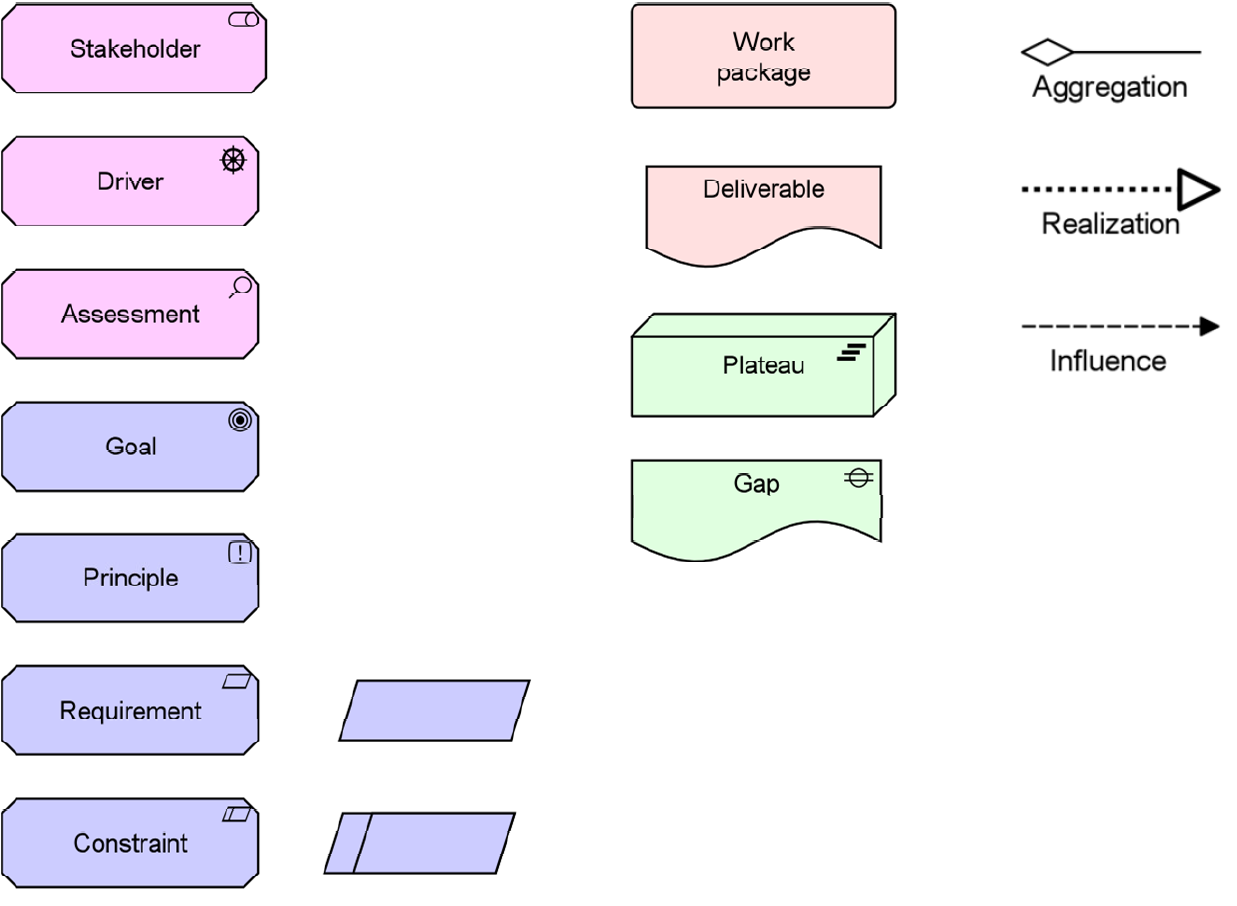 Stakeholder
Driver
Assessment
Goal
Principle
Requirement
Constraint
Work
package
Deliverable
Plateau
Gap
Aggregation
Realization
Influence